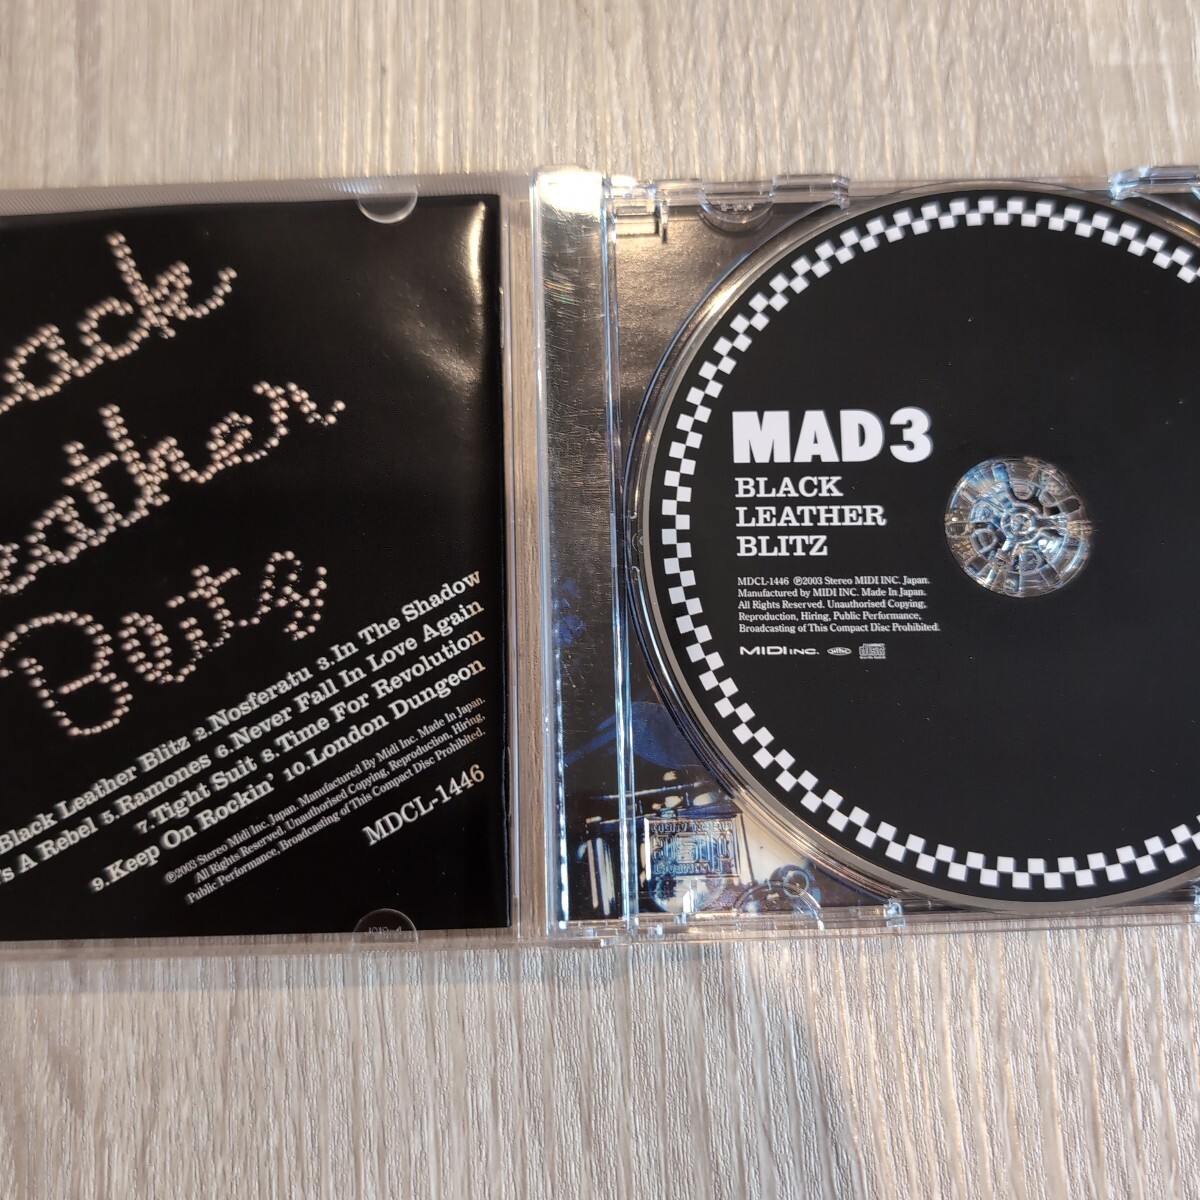 ack
eather
Blitz
Black Leather Blitz 2.Nosferatu 3.In The Shadow
's A Rebel 5.Ramones 6.Never Fall In Love Again
7.Tight Suit 8.Time For Revolution
9.Keep On Rockin' 10.London Dungeon
℗2003 Stereo Midi Inc. Japan. Manufactured By Midi Inc. Made In Japan.
All Rights Reserved. Unauthorised Copying, Reproduction, Hiring,
Public Performance, Broadcasting of This Compact Disc Prohibited.
MDCL-1446
MAD 3
BLACK
LEATHER
BLITZ
MDCL-1446 ℗2003 Stereo MIDI INC. Japan.
Manufactured by MIDI INC. Made In Japan.
All Rights Reserved. Unauthorised Copying,
Reproduction, Hiring, Public Performance,
Broadcasting of This Compact Disc Prohibited.
MIDI INC.